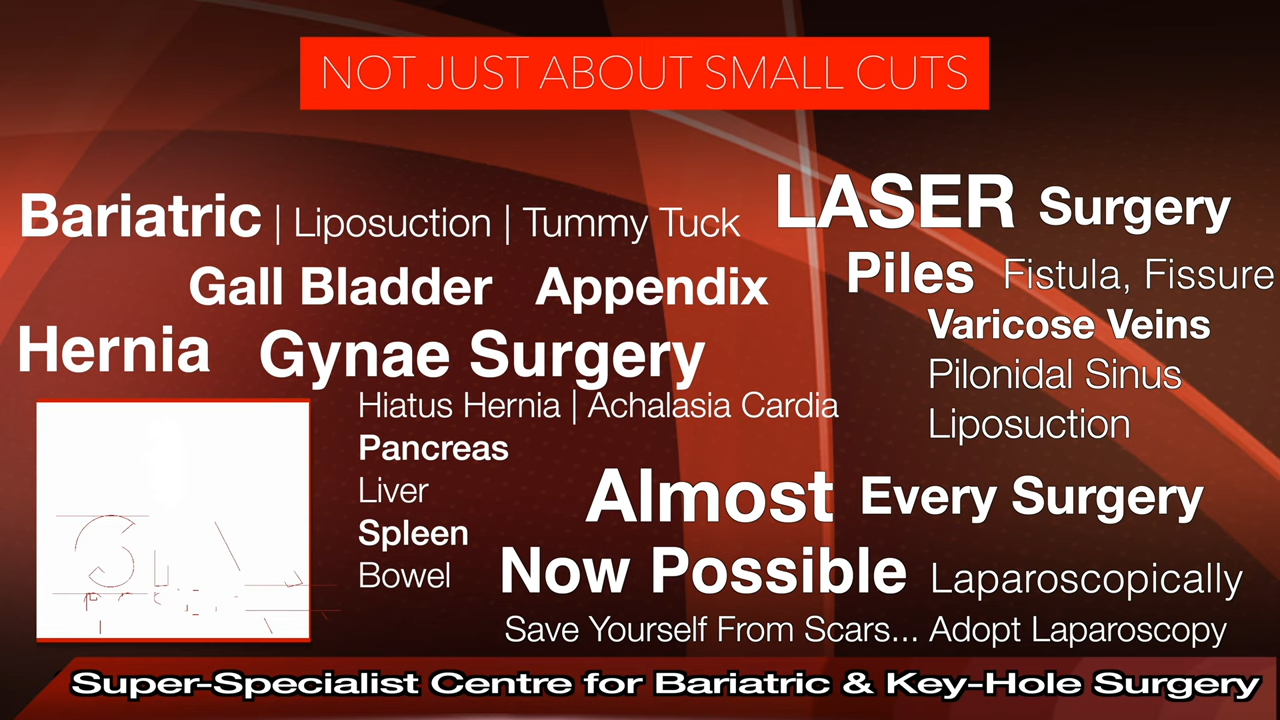 NOT JUST ABOUT SMALL CUTS
Bariatric | Liposuction | Tummy Tuck
Gall Bladder Appendix
Hernia Gynae Surgery
Hiatus Hernia | Achalasia Cardia
Pancreas
Liver
Spleen
Bowel
LASER Surgery
Piles Fistula, Fissure
Varicose Veins
Pilonidal Sinus
Liposuction
Almost Every Surgery
Now Possible Laparoscopically
Save Yourself From Scars... Adopt Laparoscopy
Super-Specialist Centre for Bariatric & Key-Hole Surgery